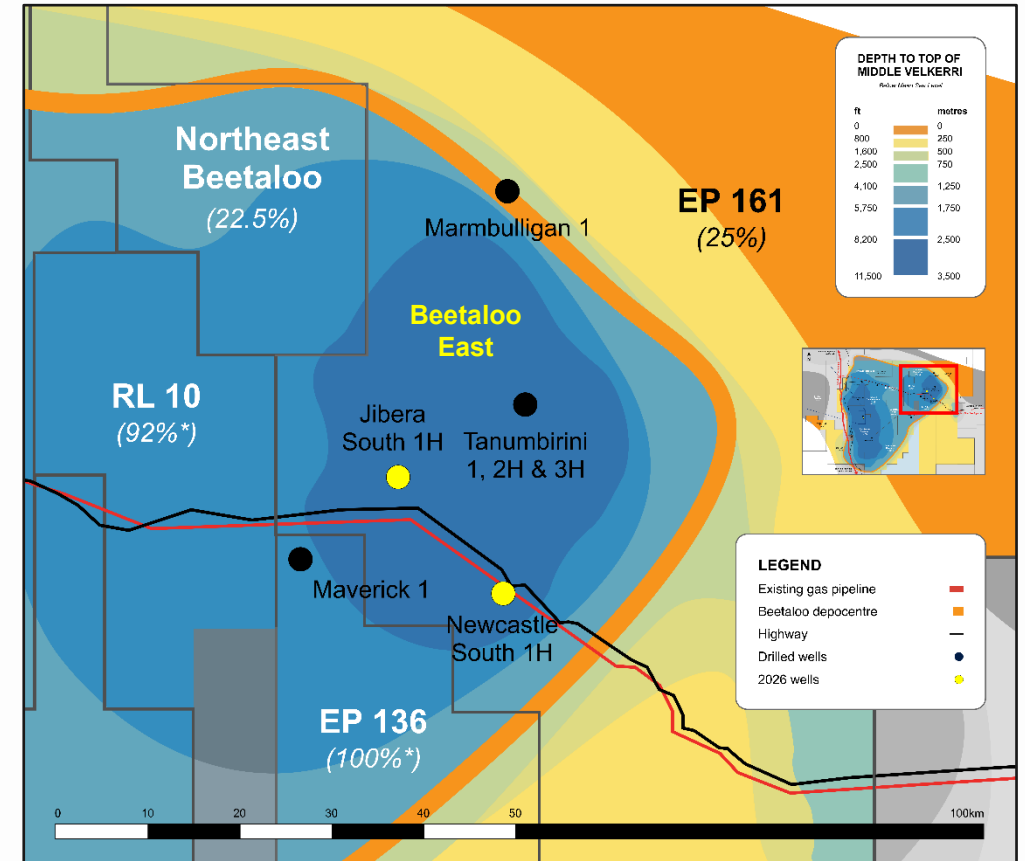 Northeast
Beetaloo
(22.5%)
Marmbulligan 1
EP 161
(25%)
DEPTH TO TOP OF
MIDDLE VELKERRI
Below Mean Sea Level
ft metres
0 0
800 250
1,600 500
2,500 750
4,100 1,250
5,750 1,750
8,200 2,500
11,500 3,500
Beetaloo
East
RL 10
(92%*)
Jibera
South 1H
Tanumbirini
1, 2H & 3H
Maverick 1
Newcastle
South 1H
EP 136
(100%*)
LEGEND
Existing gas pipeline
Beetaloo depocentre
Highway
Drilled wells
2026 wells
0 10 20 30 40 50 100km